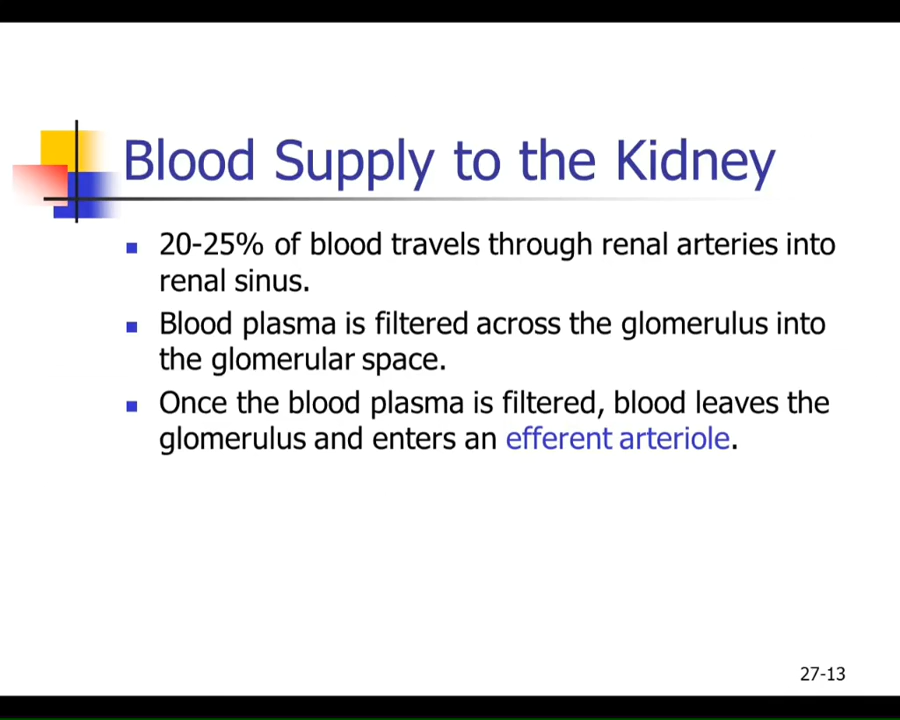 Blood Supply to the Kidney
20-25% of blood travels through renal arteries into
renal sinus.
Blood plasma is filtered across the glomerulus into
the glomerular space.
Once the blood plasma is filtered, blood leaves the
glomerulus and enters an efferent arteriole.
27-13